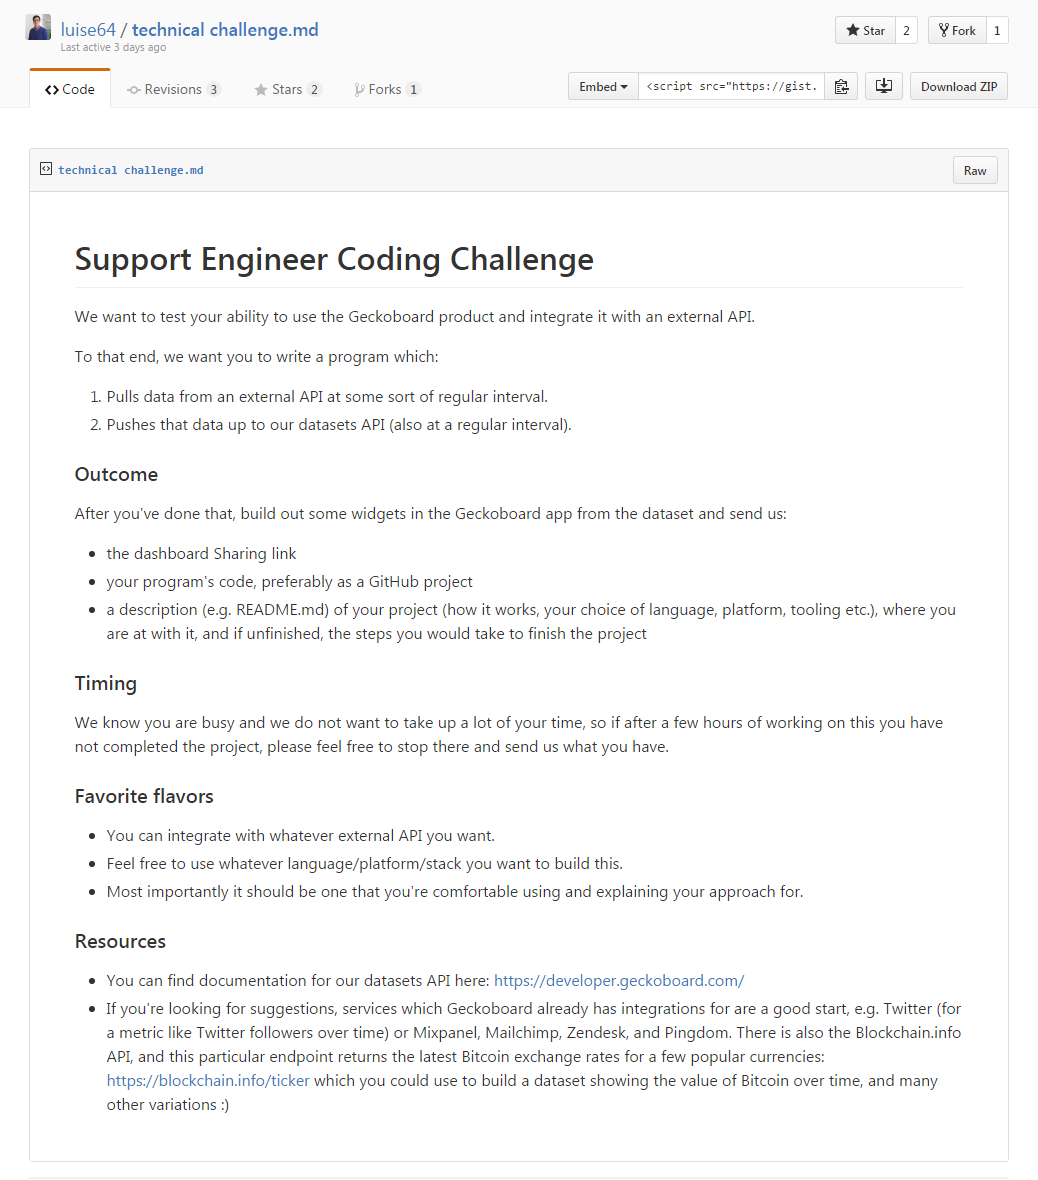 luise64 / technical challenge.md
Last active 3 days ago
Star 2
Fork 1
Code
Revisions 3
Stars 2
Forks 1
Embed
<script src="https://gist.
Download ZIP
technical challenge.md
Raw
Support Engineer Coding Challenge
We want to test your ability to use the Geckoboard product and integrate it with an external API.
To that end, we want you to write a program which:
1. Pulls data from an external API at some sort of regular interval.
2. Pushes that data up to our datasets API (also at a regular interval).
Outcome
After you've done that, build out some widgets in the Geckoboard app from the dataset and send us:
• the dashboard Sharing link
• your program's code, preferably as a GitHub project
• a description (e.g. README.md) of your project (how it works, your choice of language, platform, tooling etc.), where you
are at with it, and if unfinished, the steps you would take to finish the project
Timing
We know you are busy and we do not want to take up a lot of your time, so if after a few hours of working on this you have
not completed the project, please feel free to stop there and send us what you have.
Favorite flavors
• You can integrate with whatever external API you want.
• Feel free to use whatever language/platform/stack you want to build this.
• Most importantly it should be one that you're comfortable using and explaining your approach for.
Resources
• You can find documentation for our datasets API here: https://developer.geckoboard.com/
• If you're looking for suggestions, services which Geckoboard already has integrations for are a good start, e.g. Twitter (for
a metric like Twitter followers over time) or Mixpanel, Mailchimp, Zendesk, and Pingdom. There is also the Blockchain.info
API, and this particular endpoint returns the latest Bitcoin exchange rates for a few popular currencies:
https://blockchain.info/ticker which you could use to build a dataset showing the value of Bitcoin over time, and many
other variations :)